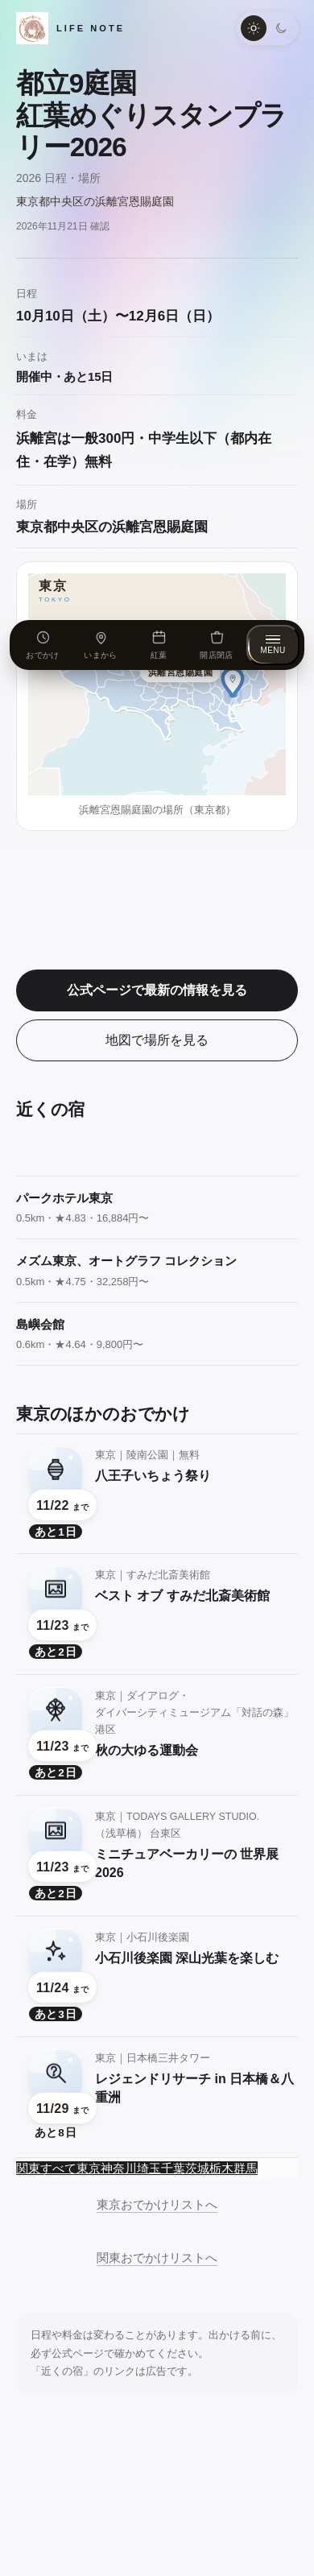 LIFE NOTE
都立9庭園
紅葉めぐりスタンプラ
リー2026
2026 日程・場所
東京都中央区の浜離宮恩賜庭園
2026年11月21日 確認
日程
10月10日（土）〜12月6日（日）
いまは
開催中・あと15日
料金
浜離宮は一般300円・中学生以下（都内在
住・在学）無料
場所
東京都中央区の浜離宮恩賜庭園
東京
TOKYO
おでかけ
いまから
紅葉
開店閉店
MENU
浜離宮恩賜庭園
浜離宮恩賜庭園の場所（東京都）
公式ページで最新の情報を見る
地図で場所を見る
近くの宿
パークホテル東京
0.5km・★4.83・16,884円〜
メズム東京、オートグラフ コレクション
0.5km・★4.75・32,258円〜
島嶼会館
0.6km・★4.64・9,800円〜
東京のほかのおでかけ
東京｜陵南公園｜無料
八王子いちょう祭り
11/22 まで
あと1日
東京｜すみだ北斎美術館
ベスト オブ すみだ北斎美術館
11/23 まで
あと2日
東京｜ダイアログ・
ダイバーシティミュージアム「対話の森」
港区
秋の大ゆる運動会
11/23 まで
あと2日
東京｜TODAYS GALLERY STUDIO.
（浅草橋） 台東区
ミニチュアベーカリーの 世界展
2026
11/23 まで
あと2日
東京｜小石川後楽園
小石川後楽園 深山光葉を楽しむ
11/24 まで
あと3日
東京｜日本橋三井タワー
レジェンドリサーチ in 日本橋＆八
重洲
11/29 まで
あと8日
関東すべて東京神奈川埼玉千葉茨城栃木群馬
東京おでかけリストへ
関東おでかけリストへ
日程や料金は変わることがあります。出かける前に、
必ず公式ページで確かめてください。
「近くの宿」のリンクは広告です。